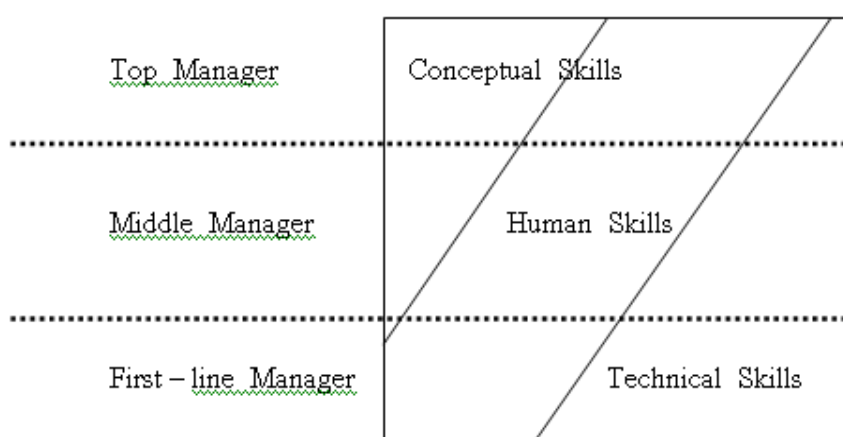 Top Manager
Conceptual Skills
Middle Manager
Human Skills
First-line Manager
Technical Skills